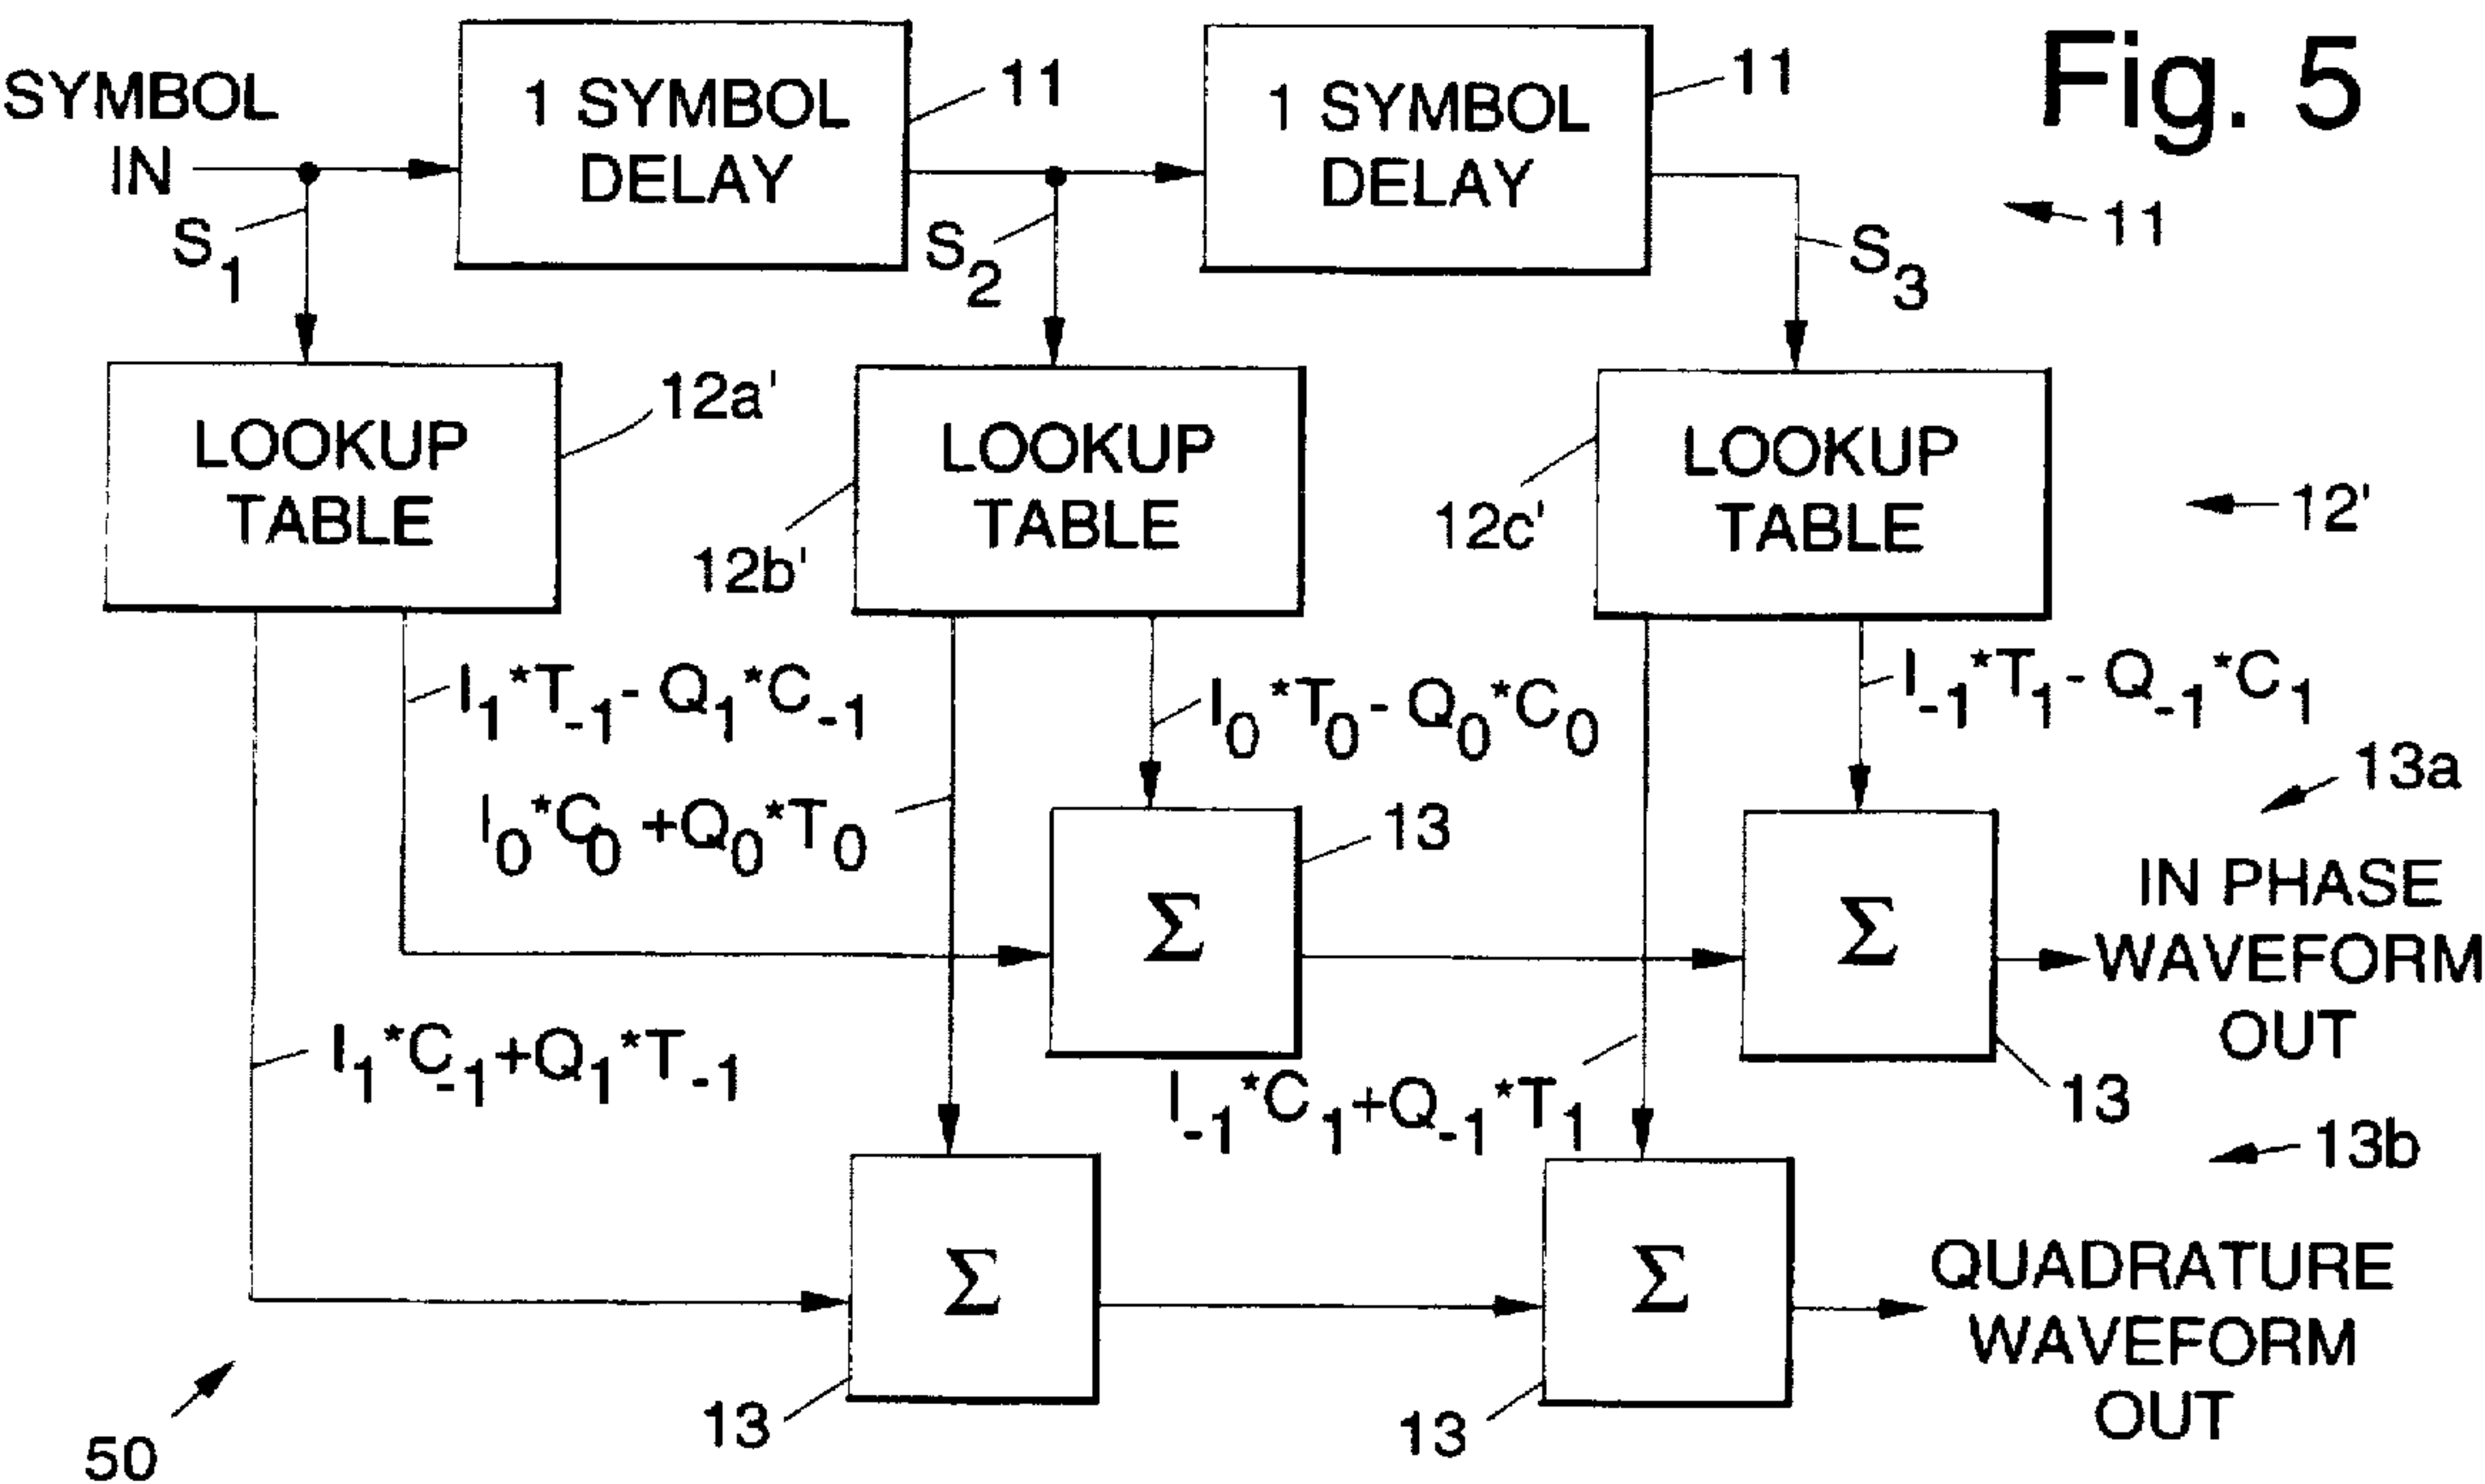 Fig. 5
SYMBOL
IN
1 SYMBOL
DELAY
11
1 SYMBOL
DELAY
11
11
S₁
S₂
S₃
LOOKUP
TABLE
12a'
LOOKUP
TABLE
12b'
LOOKUP
TABLE
12c'
12'
I₁*T₋₁ - Q₁*C₋₁
I₀*T₀ - Q₀*C₀
I₋₁*T₁ - Q₋₁*C₁
I₀*C₀ +Q₀*T₀
13a
Σ
13
Σ
13
IN PHASE
WAVEFORM
OUT
I₁*C₋₁+Q₁*T₋₁
I₋₁*C₁+Q₋₁*T₁
13b
Σ
13
Σ
13
QUADRATURE
WAVEFORM
OUT
50